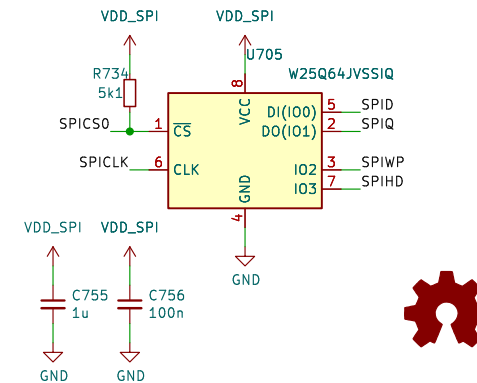 VDD_SPI VDD_SPI
U705
R734 W25Q64JVSSIQ
5k1 8
VCC
DI(IO0) 5 SPID
SPICS0 1 CS DO(IO1) 2 SPIQ
SPICLK 6 CLK IO2 3 SPIWP
GND IO3 7 SPIHD
4
VDD_SPI VDD_SPI
GND
C755 C756
1u 100n
GND GND